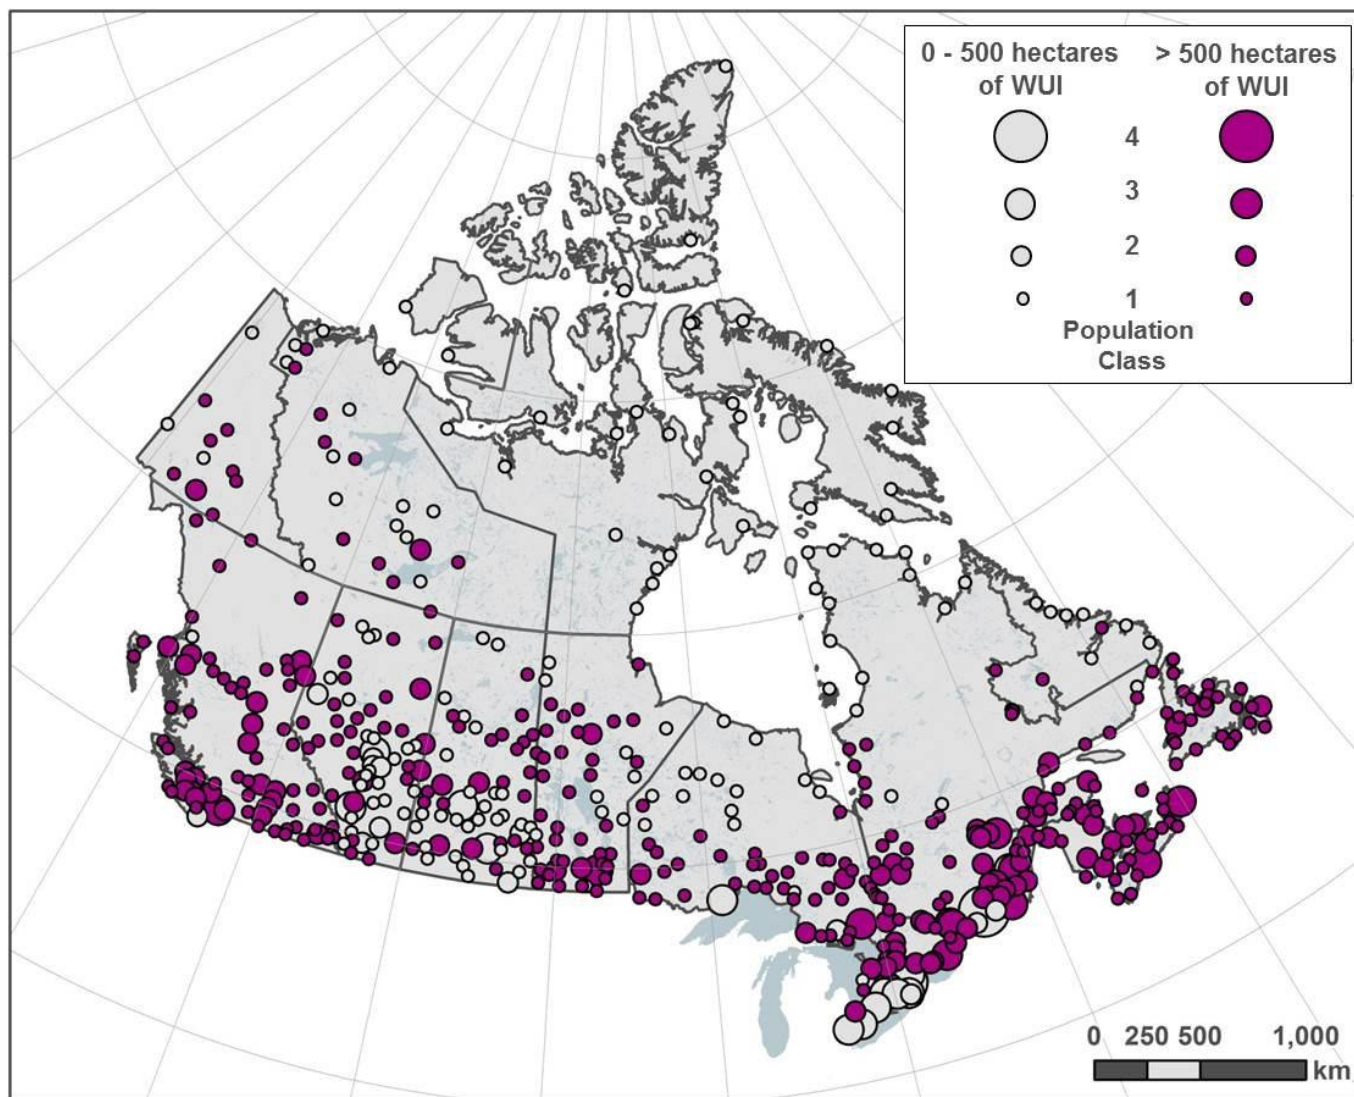 0 - 500 hectares of WUI
> 500 hectares of WUI
4
3
2
1
Population
Class
0 250 500 1,000
km